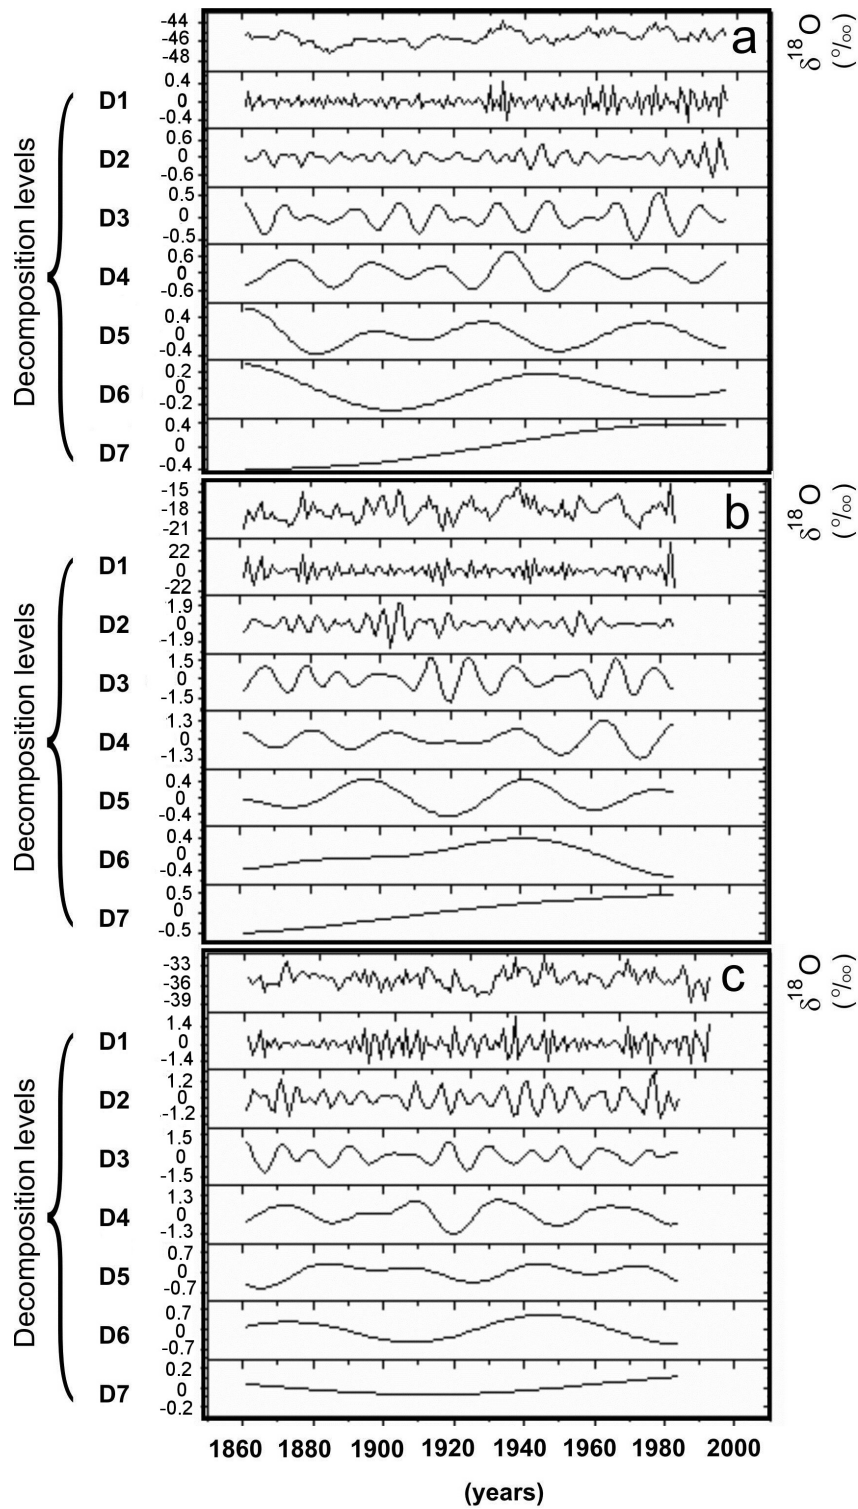 -44
-46
-48
a
δ18O
(‰)
Decomposition levels
D1
0.4
0
-0.4
D2
0.6
0
-0.6
D3
0.5
0
-0.5
D4
0.6
0
-0.6
D5
0.4
0
-0.4
D6
0.2
0
-0.2
D7
0.4
0
-0.4
-15
-18
-21
b
δ18O
(‰)
Decomposition levels
D1
22
0
-22
D2
1.9
0
-1.9
D3
1.5
0
-1.5
D4
1.3
0
-1.3
D5
0.4
0
-0.4
D6
0.4
0
-0.4
D7
0.5
0
-0.5
-33
-36
-39
c
δ18O
(‰)
Decomposition levels
D1
1.4
0
-1.4
D2
1.2
0
-1.2
D3
1.5
0
-1.5
D4
1.3
0
-1.3
D5
0.7
0
-0.7
D6
0.7
0
-0.7
D7
0.2
0
-0.2
1860 1880 1900 1920 1940 1960 1980 2000
(years)